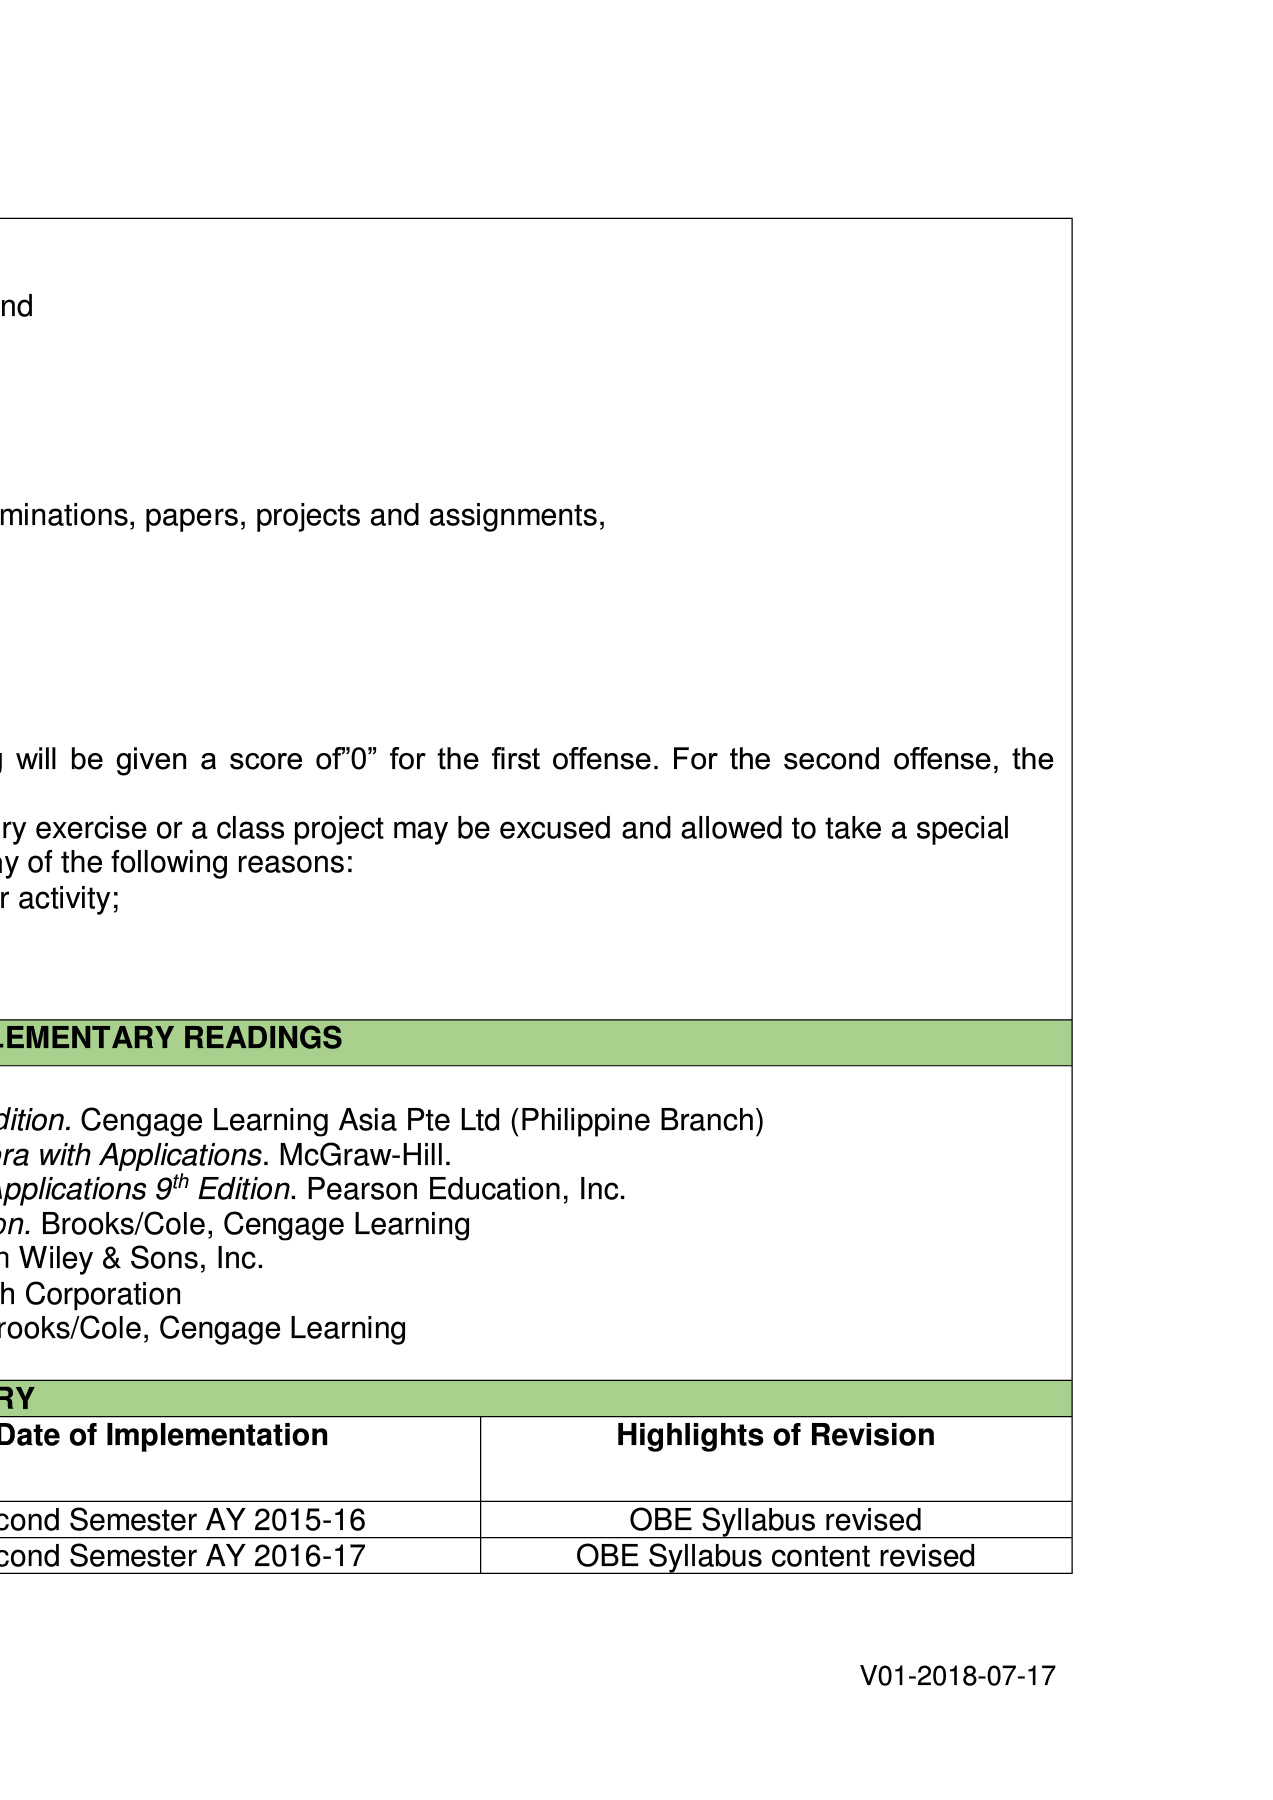 nd
minations, papers, projects and assignments,
will be given a score of”0” for the first offense. For the second offense, the
ry exercise or a class project may be excused and allowed to take a special
y of the following reasons:
r activity;
LEMENTARY READINGS
dition. Cengage Learning Asia Pte Ltd (Philippine Branch)
ra with Applications. McGraw-Hill.
Applications 9th Edition. Pearson Education, Inc.
on. Brooks/Cole, Cengage Learning
n Wiley & Sons, Inc.
h Corporation
rooks/Cole, Cengage Learning
RY
Date of Implementation Highlights of Revision
cond Semester AY 2015-16 OBE Syllabus revised
cond Semester AY 2016-17 OBE Syllabus content revised
V01-2018-07-17